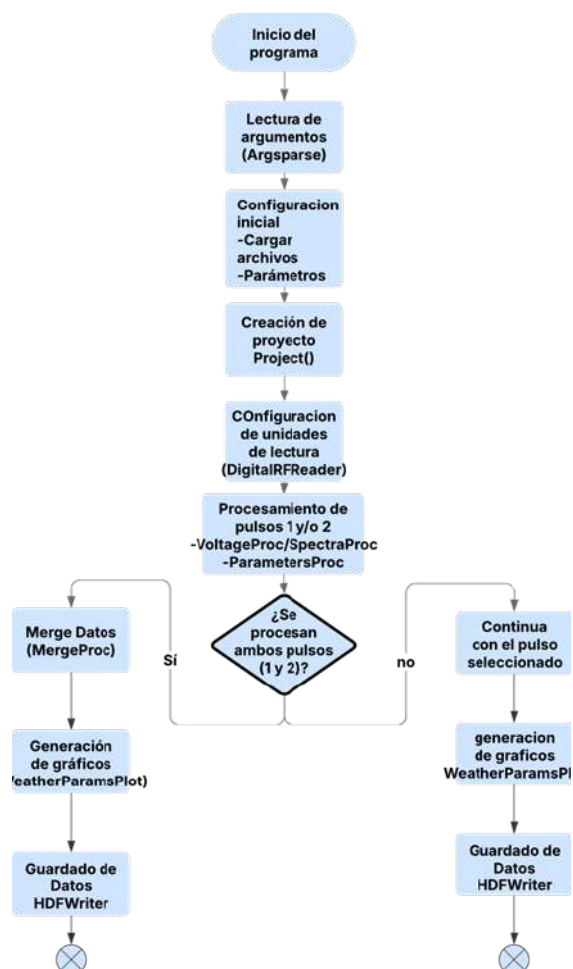 Inicio del
programa
Lectura de
argumentos
(Argsparse)
Configuracion
inicial
-Cargar
archivos
-Parámetros
Creación de
proyecto
Project()
COnfiguracion
de unidades
de lectura
(DigitalRFReader)
Procesamiento de
pulsos 1 y/o 2
-VoltageProc/SpectraProc
-ParametersProc
¿Se
procesan
ambos pulsos
(1 y 2)?
Sí
no
Merge Datos
(MergeProc)
Generación
de gráficos
eatherParamsPlot)
Guardado de
Datos
HDFWriter
Continua
con el pulso
seleccionado
generacion
de graficos
WeatherParamsPl
Guardado de
Datos
HDFWriter